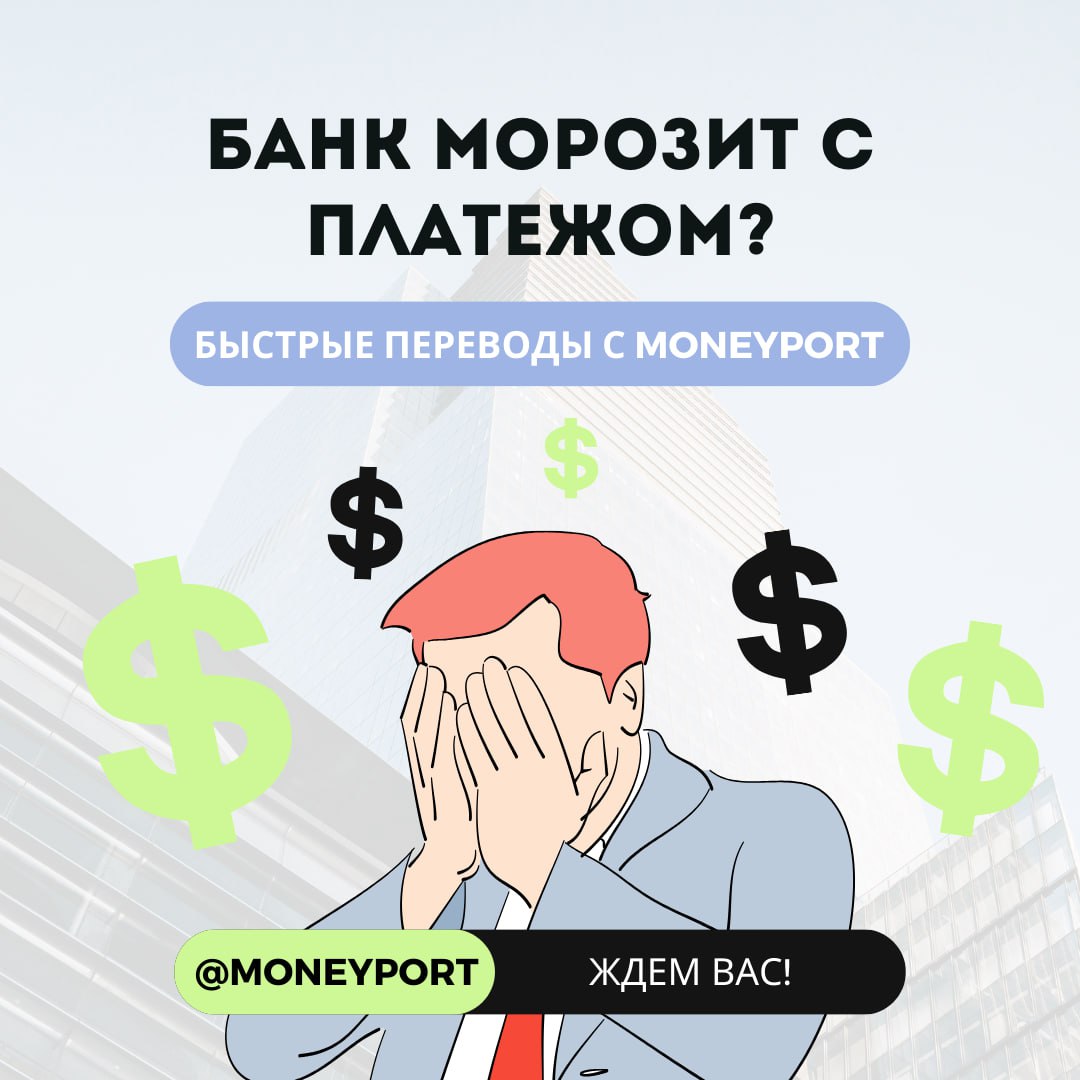 БАНК МОРОЗИТ С
ПЛАТЕЖОМ?
БЫСТРЫЕ ПЕРЕВОДЫ С MONEYPORT
@MONEYPORT
ЖДЕМ ВАС!